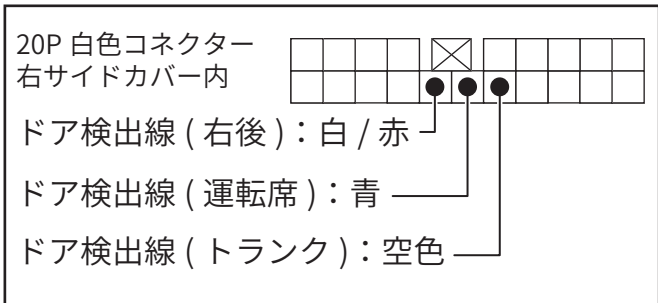 20P 白色コネクター
右サイドカバー内
ドア検出線 ( 右後 )：白 / 赤
ドア検出線 ( 運転席 )：青
ドア検出線 ( トランク )：空色